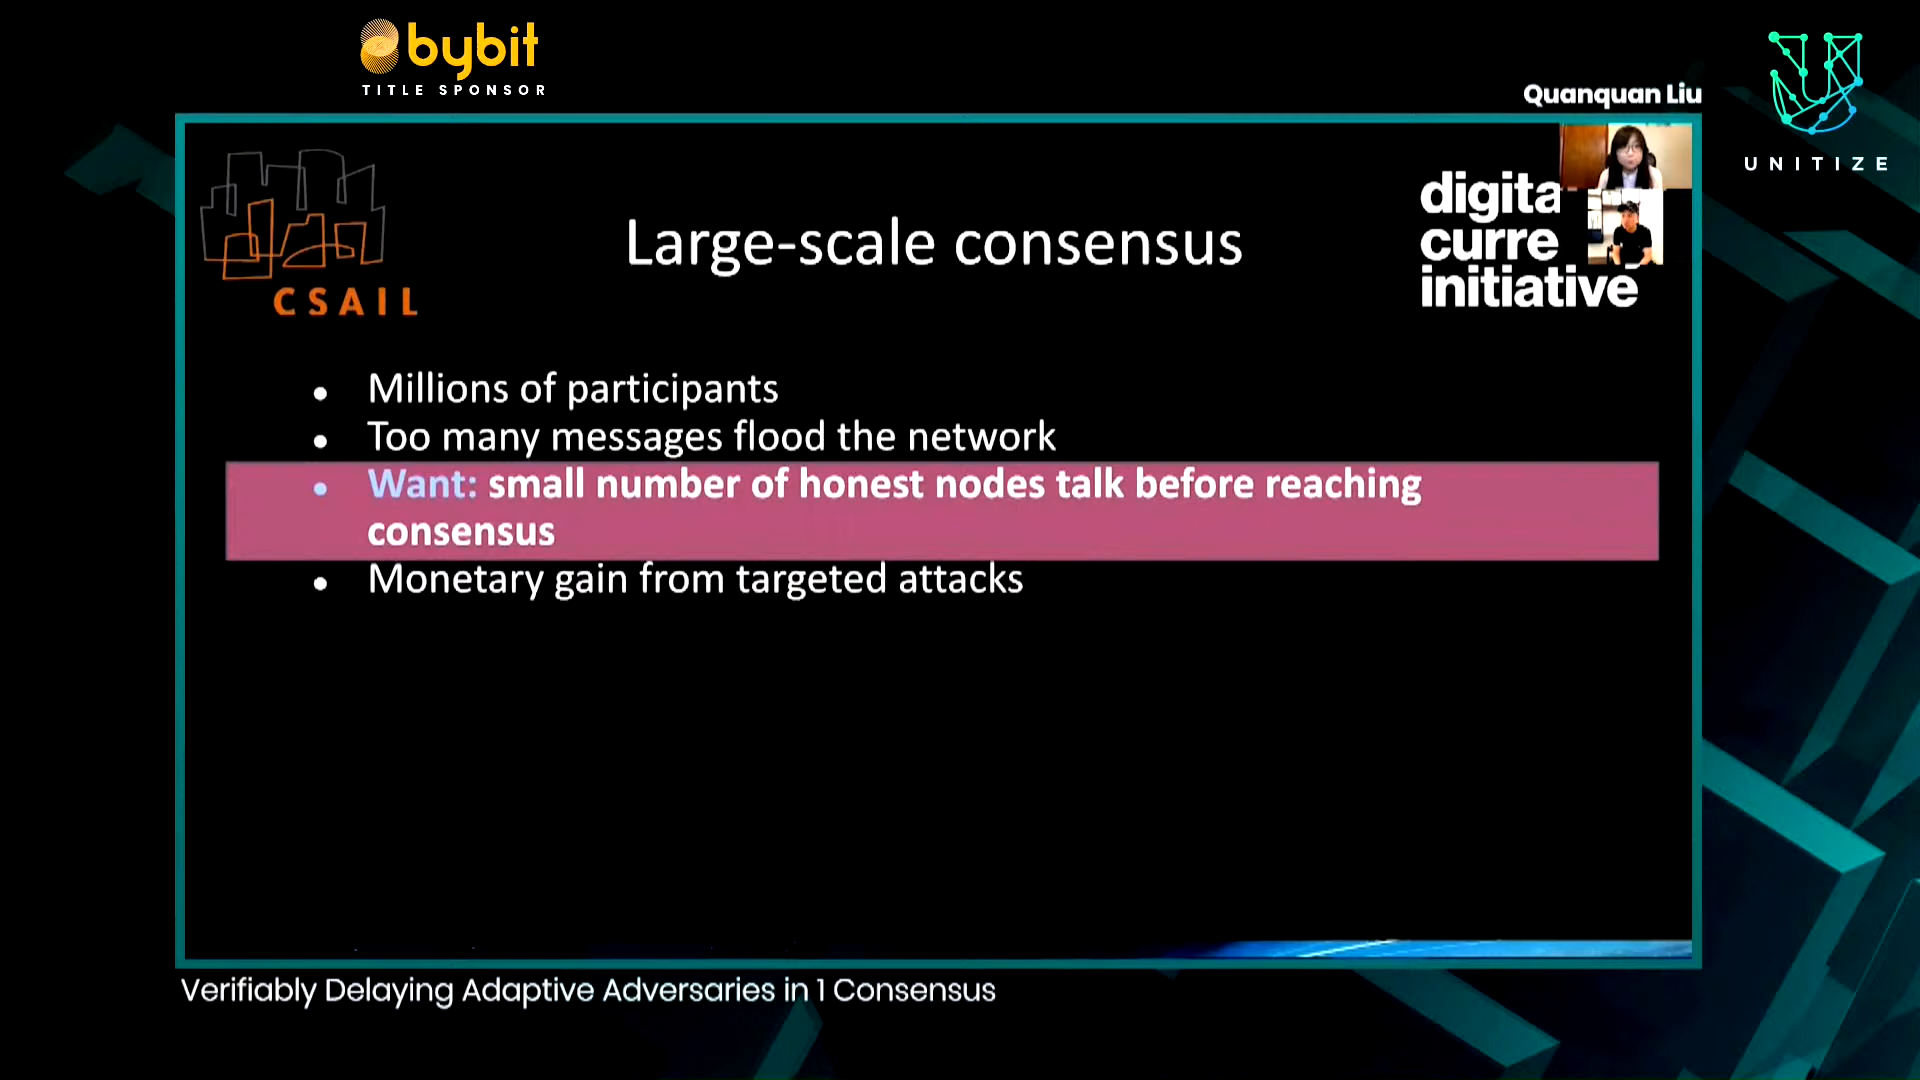 bybit
TITLE SPONSOR
Quanquan Liu
UNITIZE
CSAIL
Large-scale consensus
digita
curre
initiative
• Millions of participants
• Too many messages flood the network
• Want: small number of honest nodes talk before reaching
consensus
• Monetary gain from targeted attacks
Verifiably Delaying Adaptive Adversaries in 1 Consensus